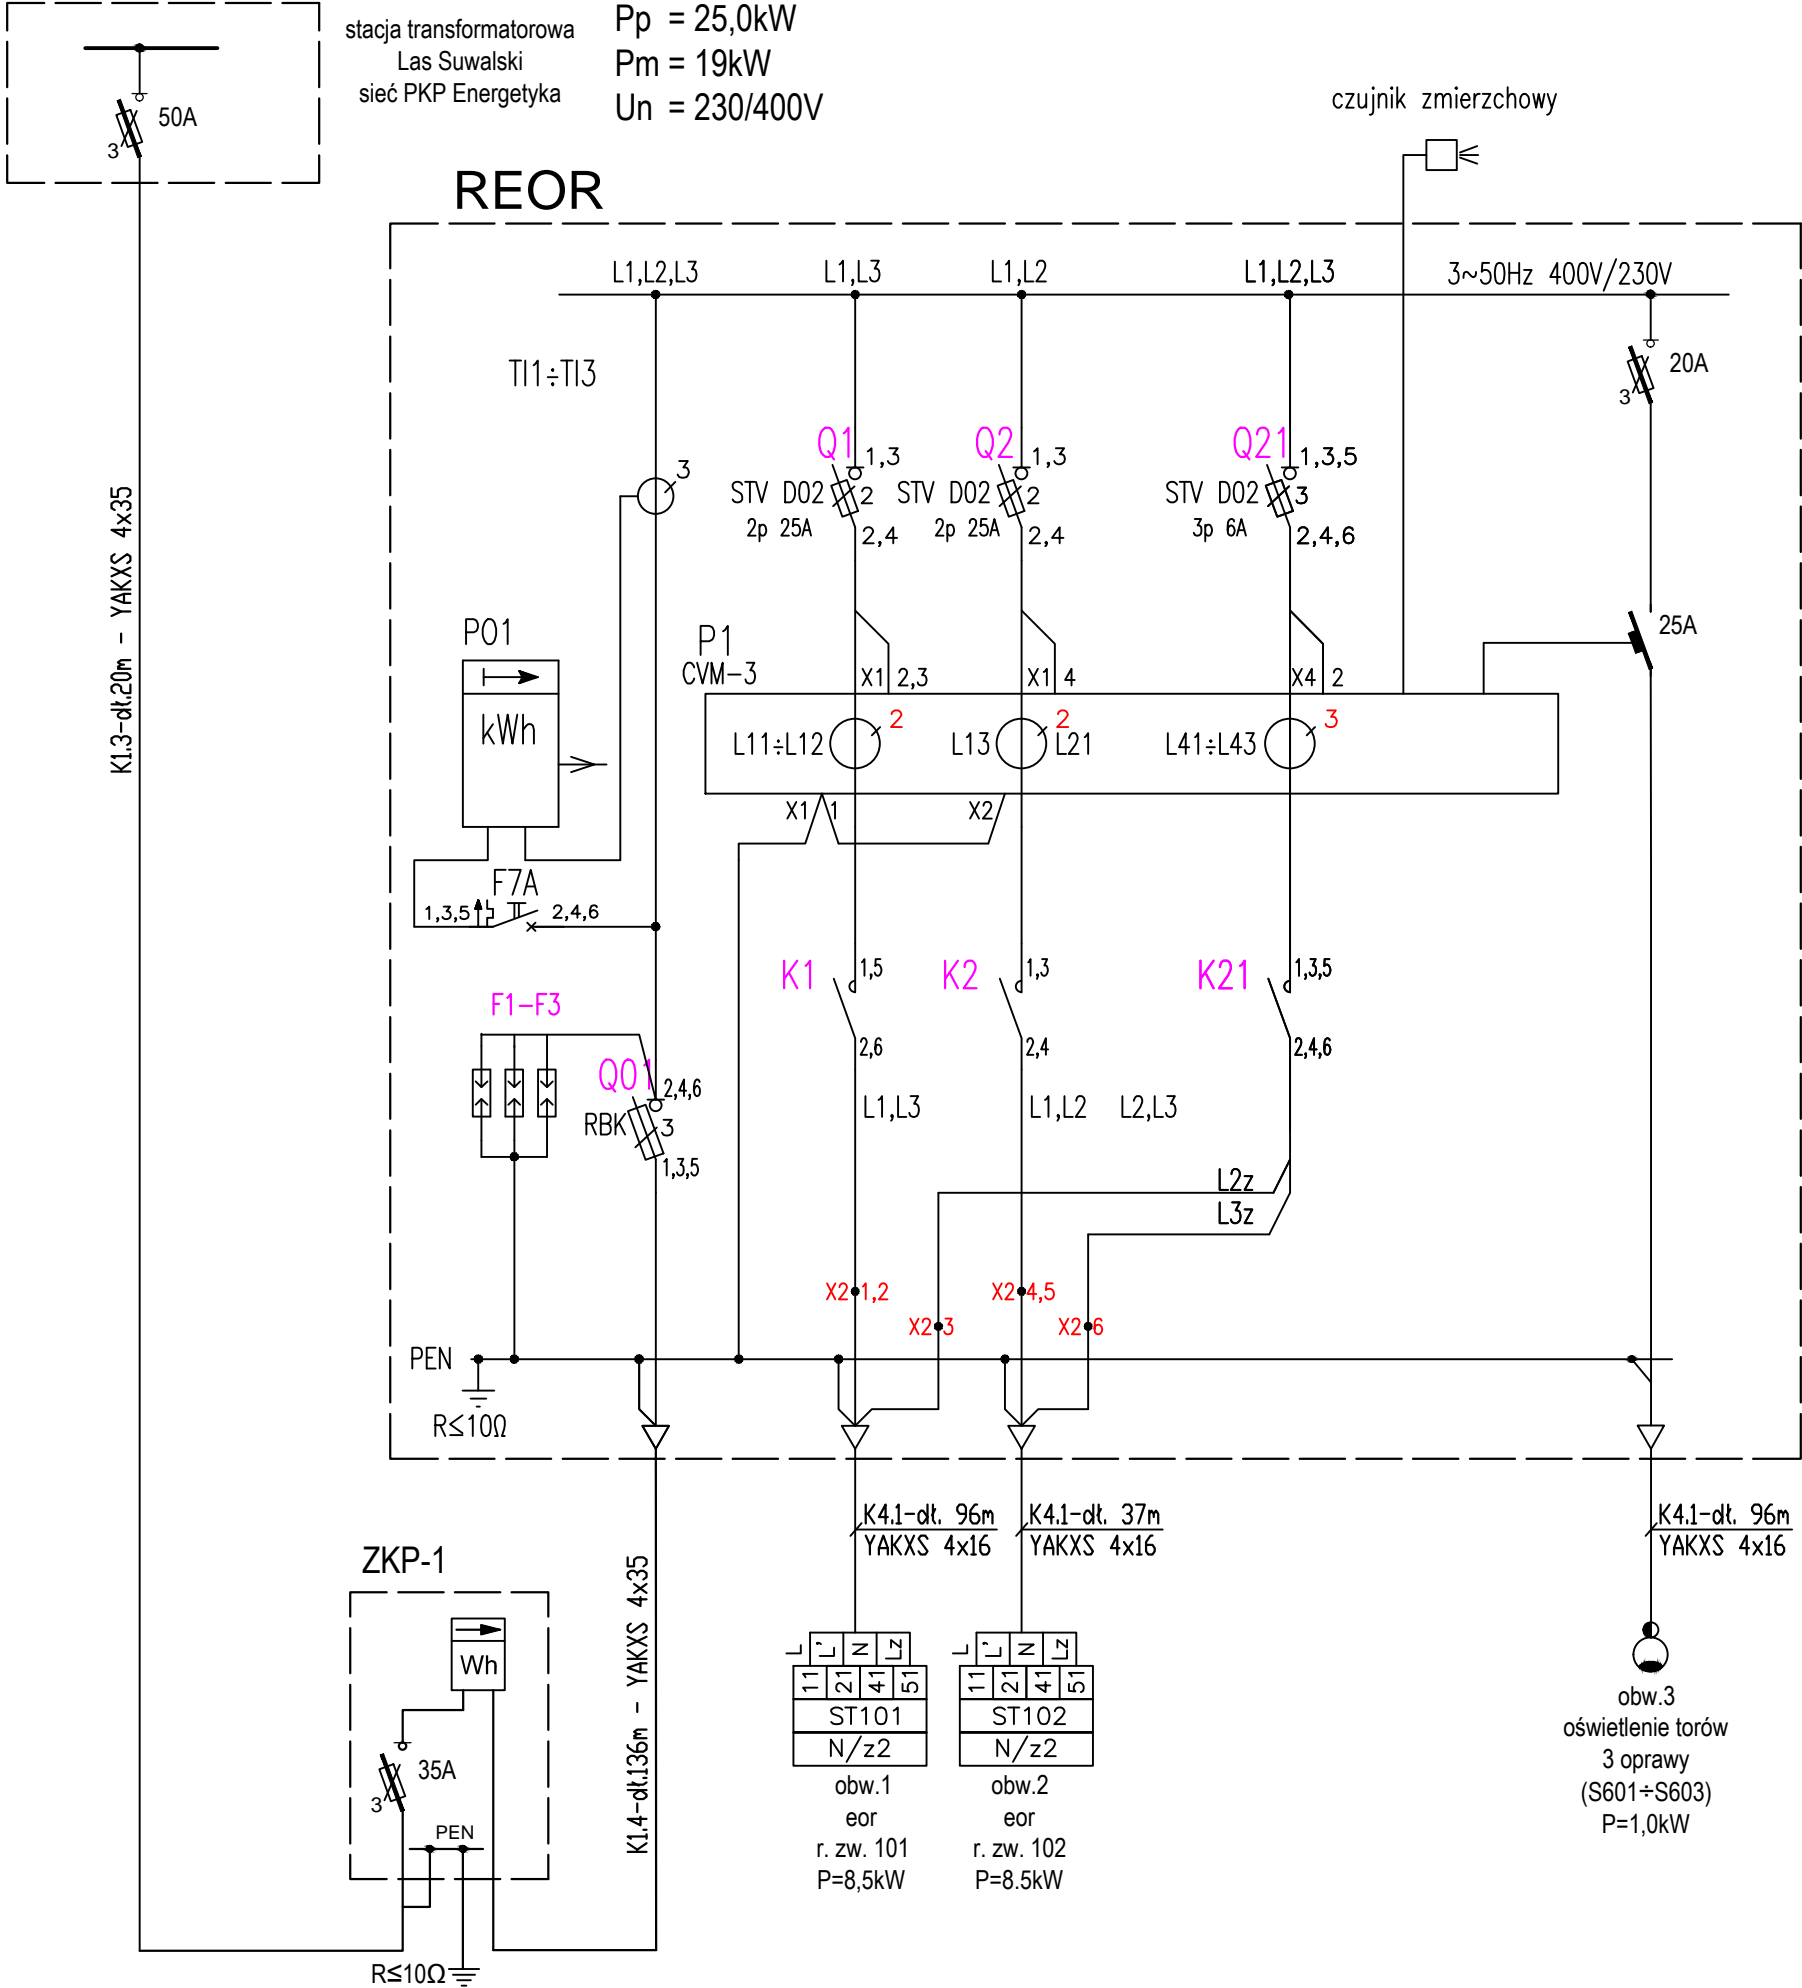 stacja transformatorowa
Las Suwalski
sieć PKP Energetyka
Pp = 25,0kW
Pm = 19kW
Un = 230/400V
50A
3
czujnik zmierzchowy
REOR
L1,L2,L3
L1,L3
L1,L2
L1,L2,L3
3~50Hz 400V/230V
TI1÷TI3
20A
3
3
Q1
1,3
STV D02
2
2p 25A
2,4
Q2
1,3
STV D02
2
2p 25A
2,4
Q21
1,3,5
STV D02
3
3p 6A
2,4,6
K1.3-dł.20m - YAKXS 4x35
25A
P01
kWh
P1
CVM-3
X1 2,3
X1 4
X4 2
L11÷L12
2
L13
2
L21
L41÷L43
3
X1 1
X2
F7A
1,3,5
2,4,6
K1
1,5
2,6
K2
1,3
2,4
K21
1,3,5
2,4,6
F1-F3
Q01
2,4,6
RBK
3
1,3,5
L1,L3
L1,L2
L2,L3
L2z
L3z
X2 1,2
X2 4,5
X2 3
X2 6
PEN
R≤10Ω
K4.1-dł. 96m
YAKXS 4x16
K4.1-dł. 37m
YAKXS 4x16
K4.1-dł. 96m
YAKXS 4x16
ZKP-1
Wh
35A
3
PEN
R≤10Ω
K1.4-dł.136m - YAKXS 4x35
L L' N Lz
11 21 41 51
ST101
N/z2
obw.1
eor
r. zw. 101
P=8,5kW
L L' N Lz
11 21 41 51
ST102
N/z2
obw.2
eor
r. zw. 102
P=8.5kW
obw.3
oświetlenie torów
3 oprawy
(S601÷S603)
P=1,0kW